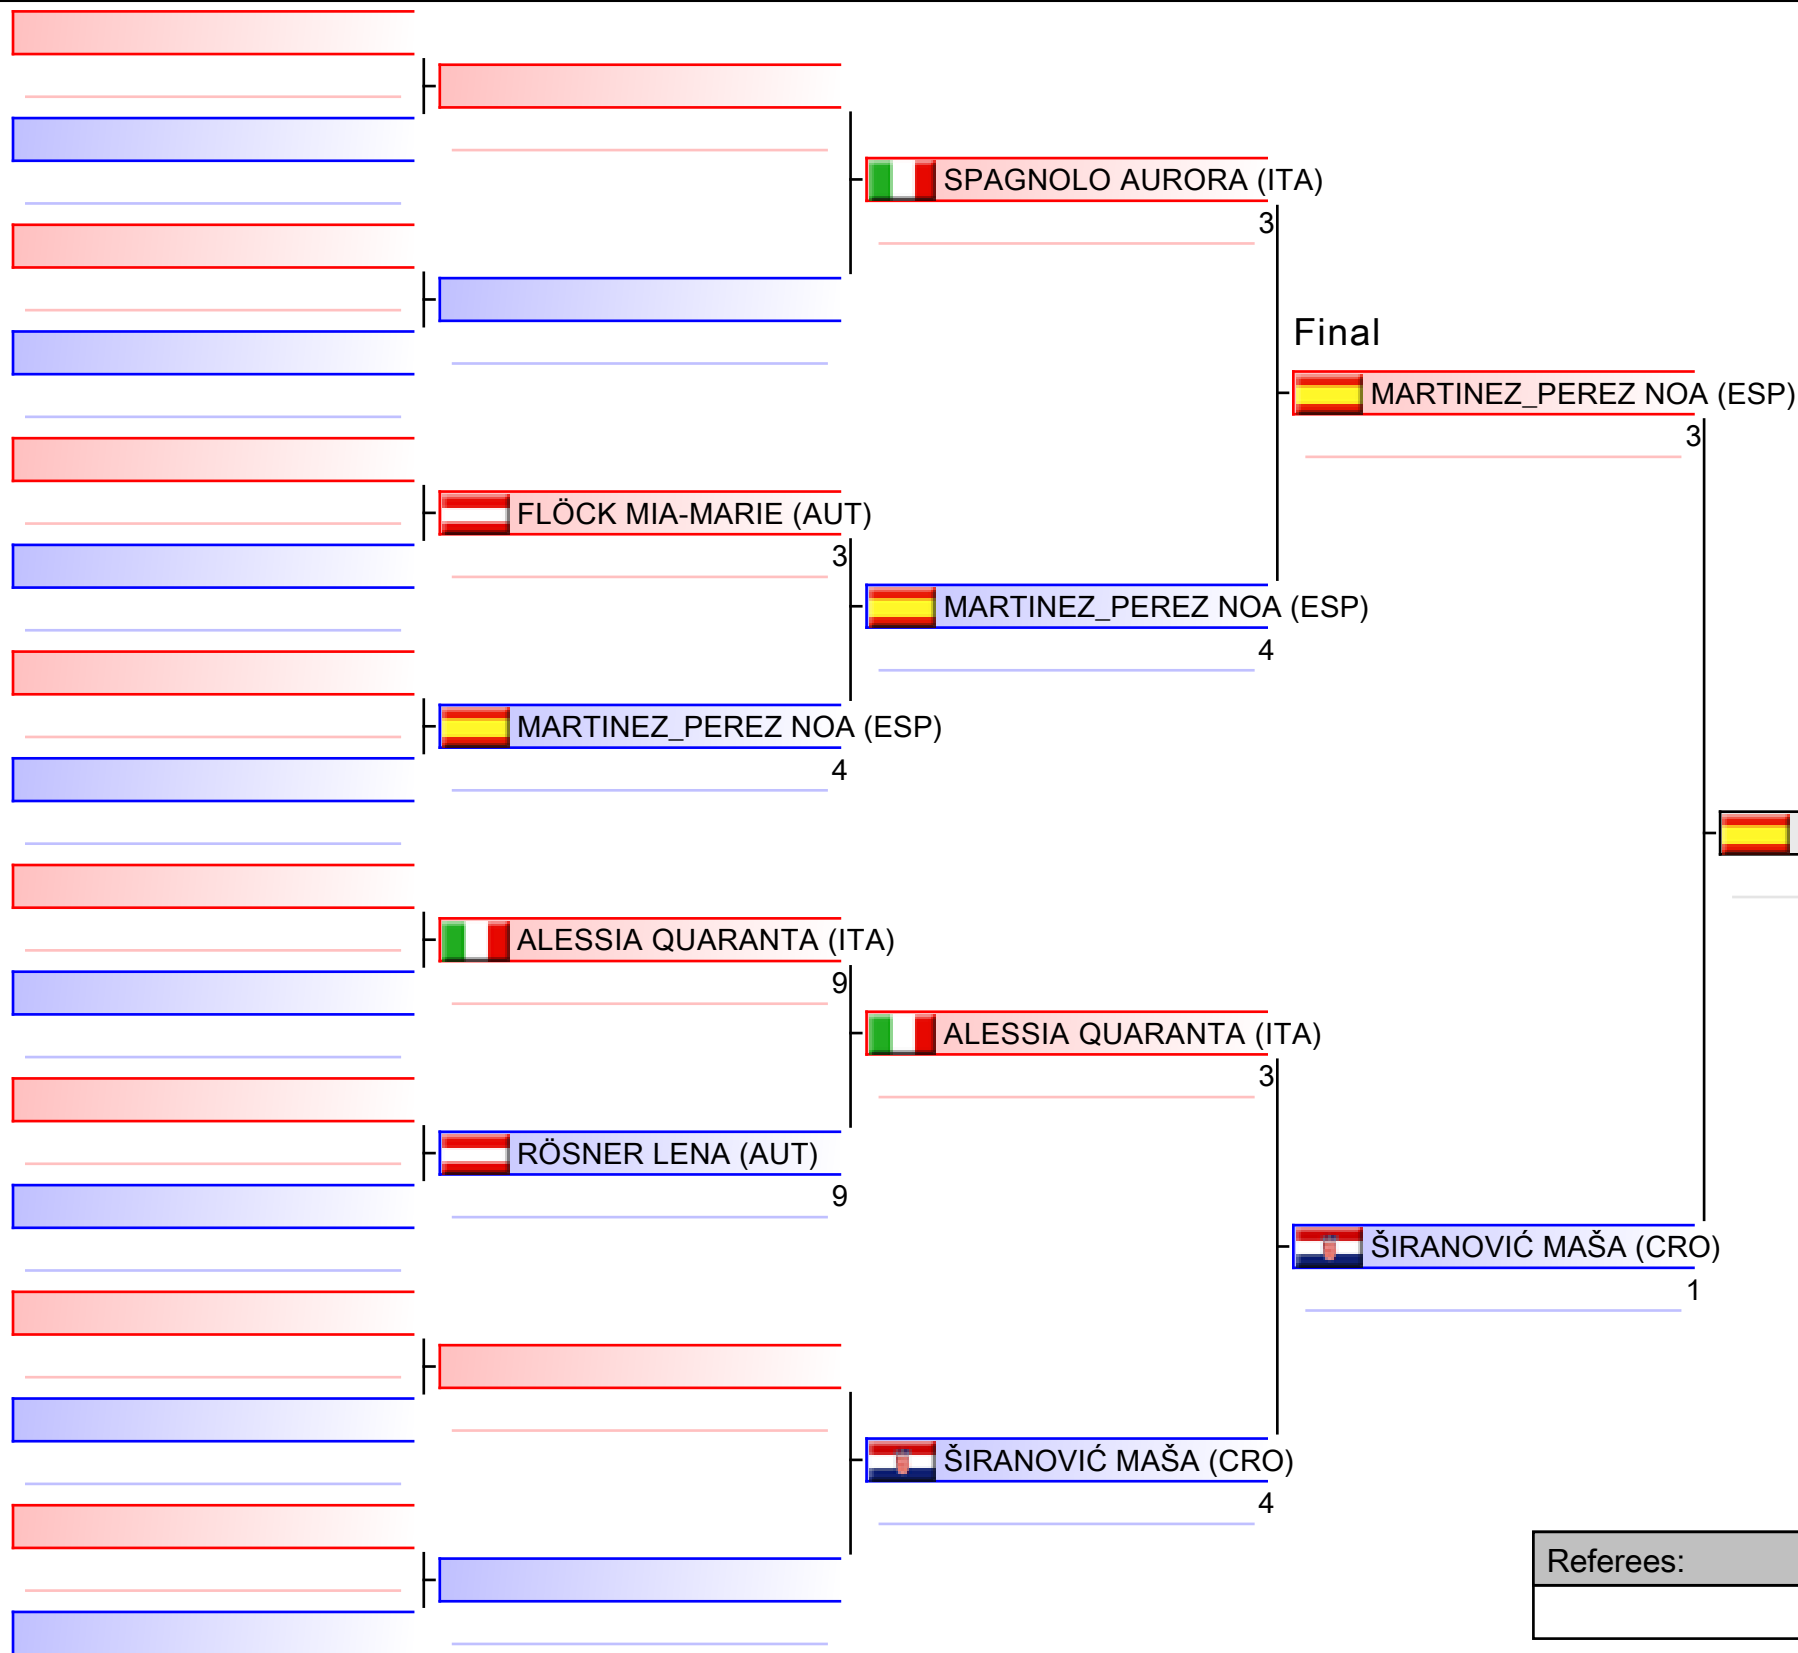 SPAGNOLO AURORA (ITA)
3
Final
MARTINEZ_PEREZ NOA (ESP)
3
FLÖCK MIA-MARIE (AUT)
3
MARTINEZ_PEREZ NOA (ESP)
4
MARTINEZ_PEREZ NOA (ESP)
4
ALESSIA QUARANTA (ITA)
9
ALESSIA QUARANTA (ITA)
3
RÖSNER LENA (AUT)
9
ŠIRANOVIĆ MAŠA (CRO)
1
ŠIRANOVIĆ MAŠA (CRO)
4
Referees: